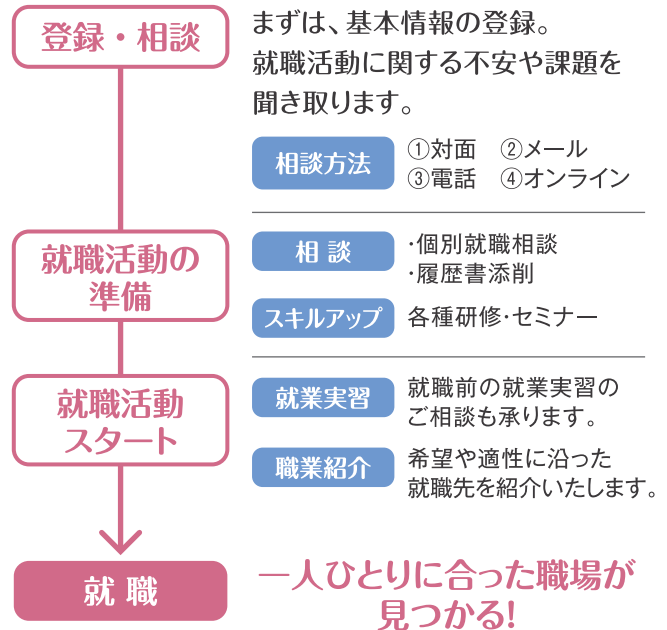 登録・相談
まずは、基本情報の登録。
就職活動に関する不安や課題を
聞き取ります。
相談方法
①対面 ②メール
③電話 ④オンライン
就職活動の
準備
相談
・個別就職相談
・履歴書添削
スキルアップ
各種研修・セミナー
就職活動
スタート
就業実習
就職前の就業実習の
ご相談も承ります。
職業紹介
希望や適性に沿った
就職先を紹介いたします。
就職
一人ひとりに合った職場が
見つかる!